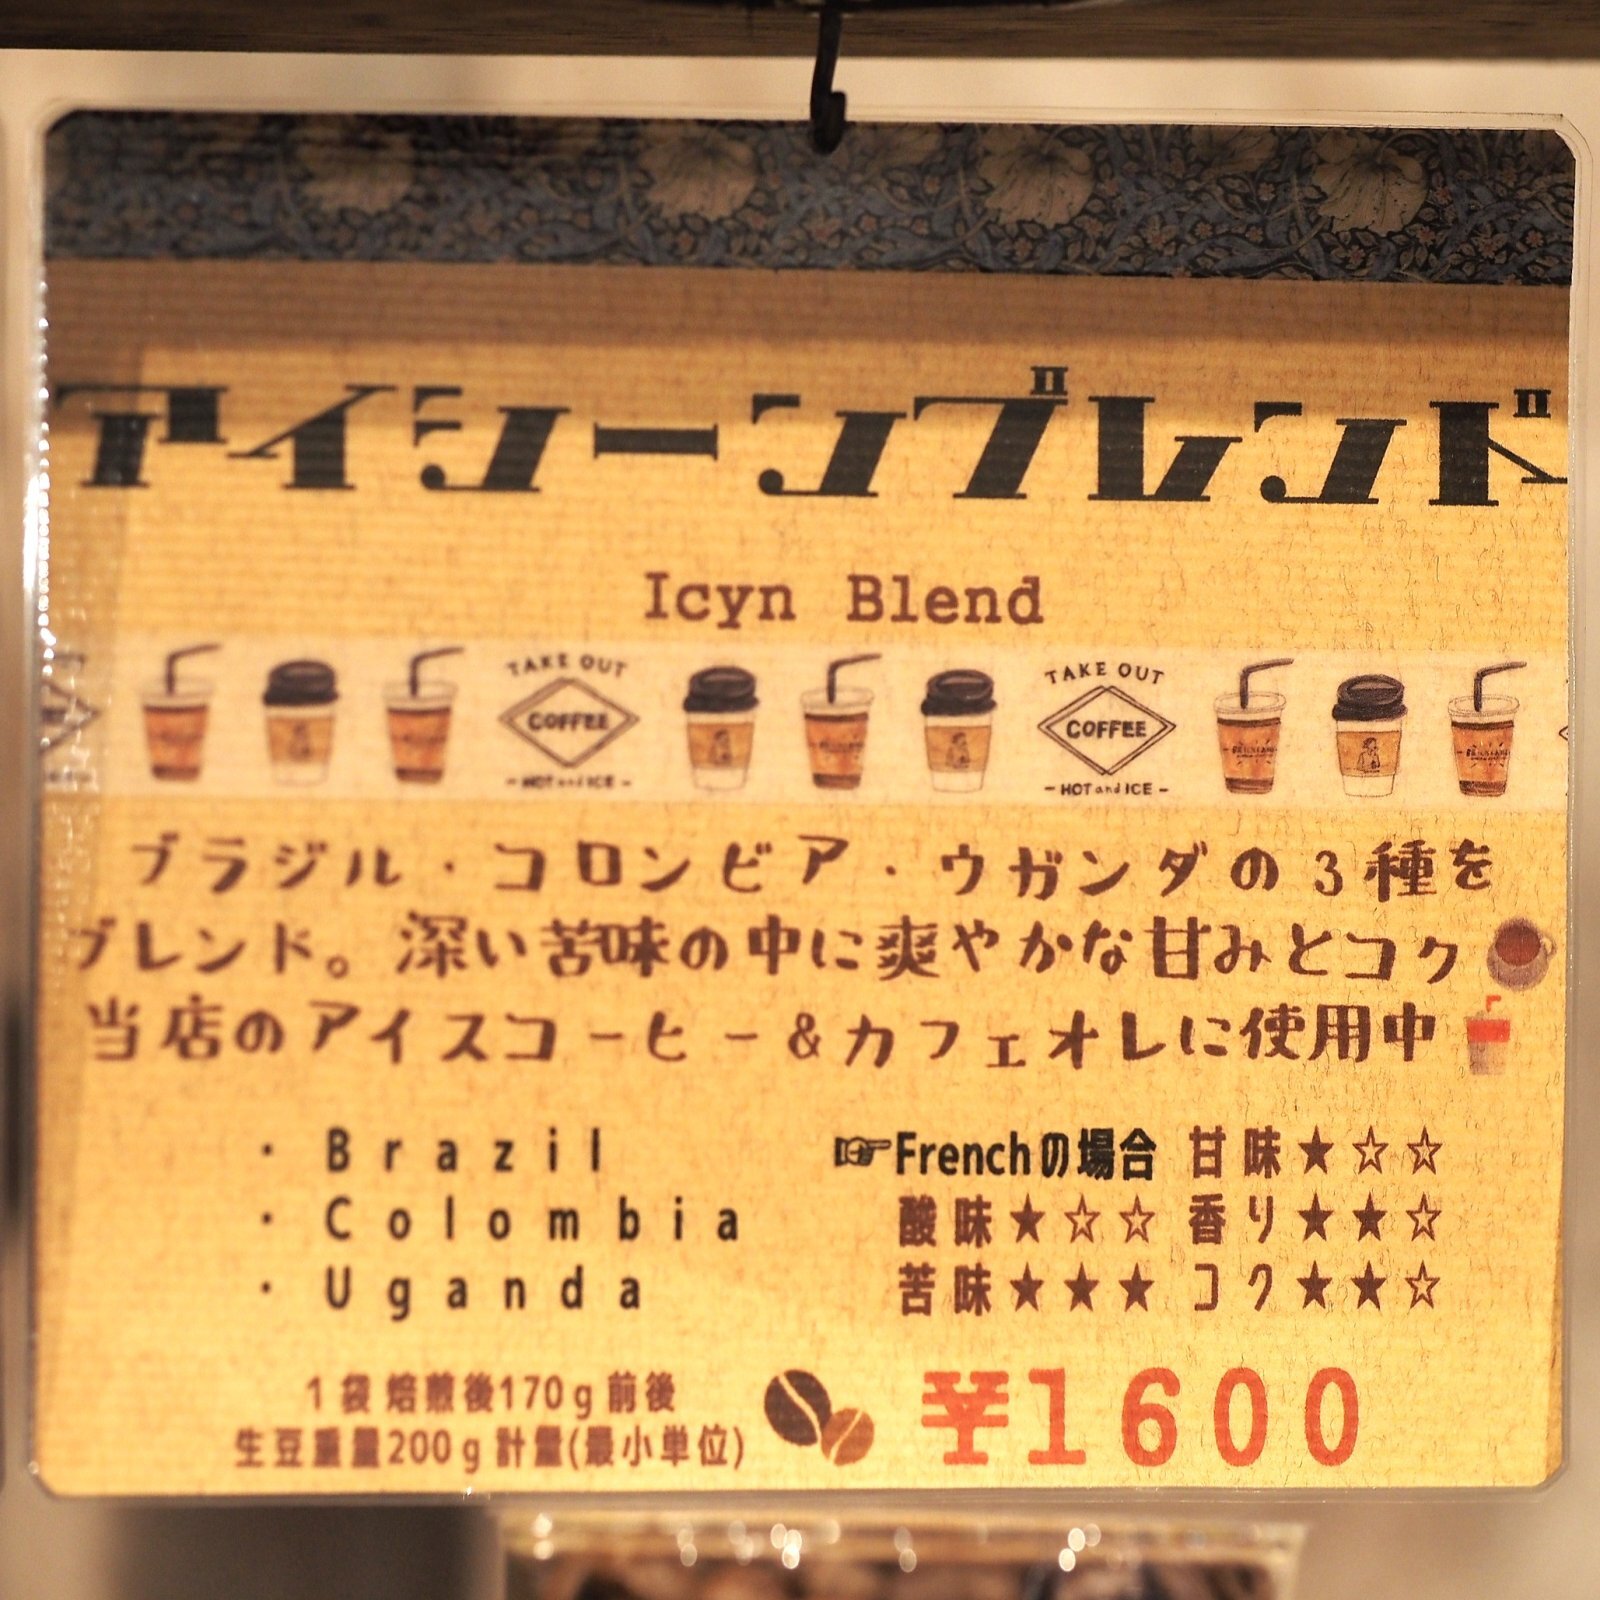 アイシーンブレンド
Icyn Blend
TAKE OUT TAKE OUT
COFFEE COFFEE
-HOT and ICE- -HOT and ICE-
ブラジル・コロンビア・ウガンダの3種を
ブレンド。深い苦味の中に爽やかな甘みとコク
当店のアイスコーヒー&カフェオレに使用中
・Brazil ☞Frenchの場合 甘味★☆☆
・Colombia 酸味★☆☆ 香り★★☆
・Uganda 苦味★★★ コク★★☆
1袋焙煎後170g前後
生豆重量200g計量(最小単位)
¥1600